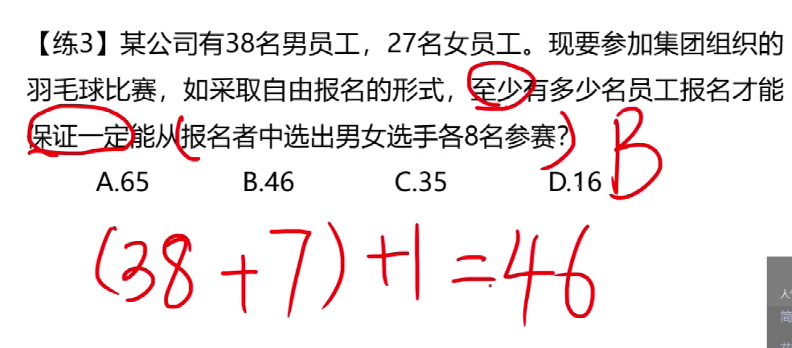 【练3】某公司有38名男员工，27名女员工。现要参加集团组织的
羽毛球比赛，如采取自由报名的形式，至少有多少名员工报名才能
保证一定能从(报名者中选出男女选手各8名参赛?)
A.65 B.46 C.35 D.16 B
(38+7)+1=46
人
简